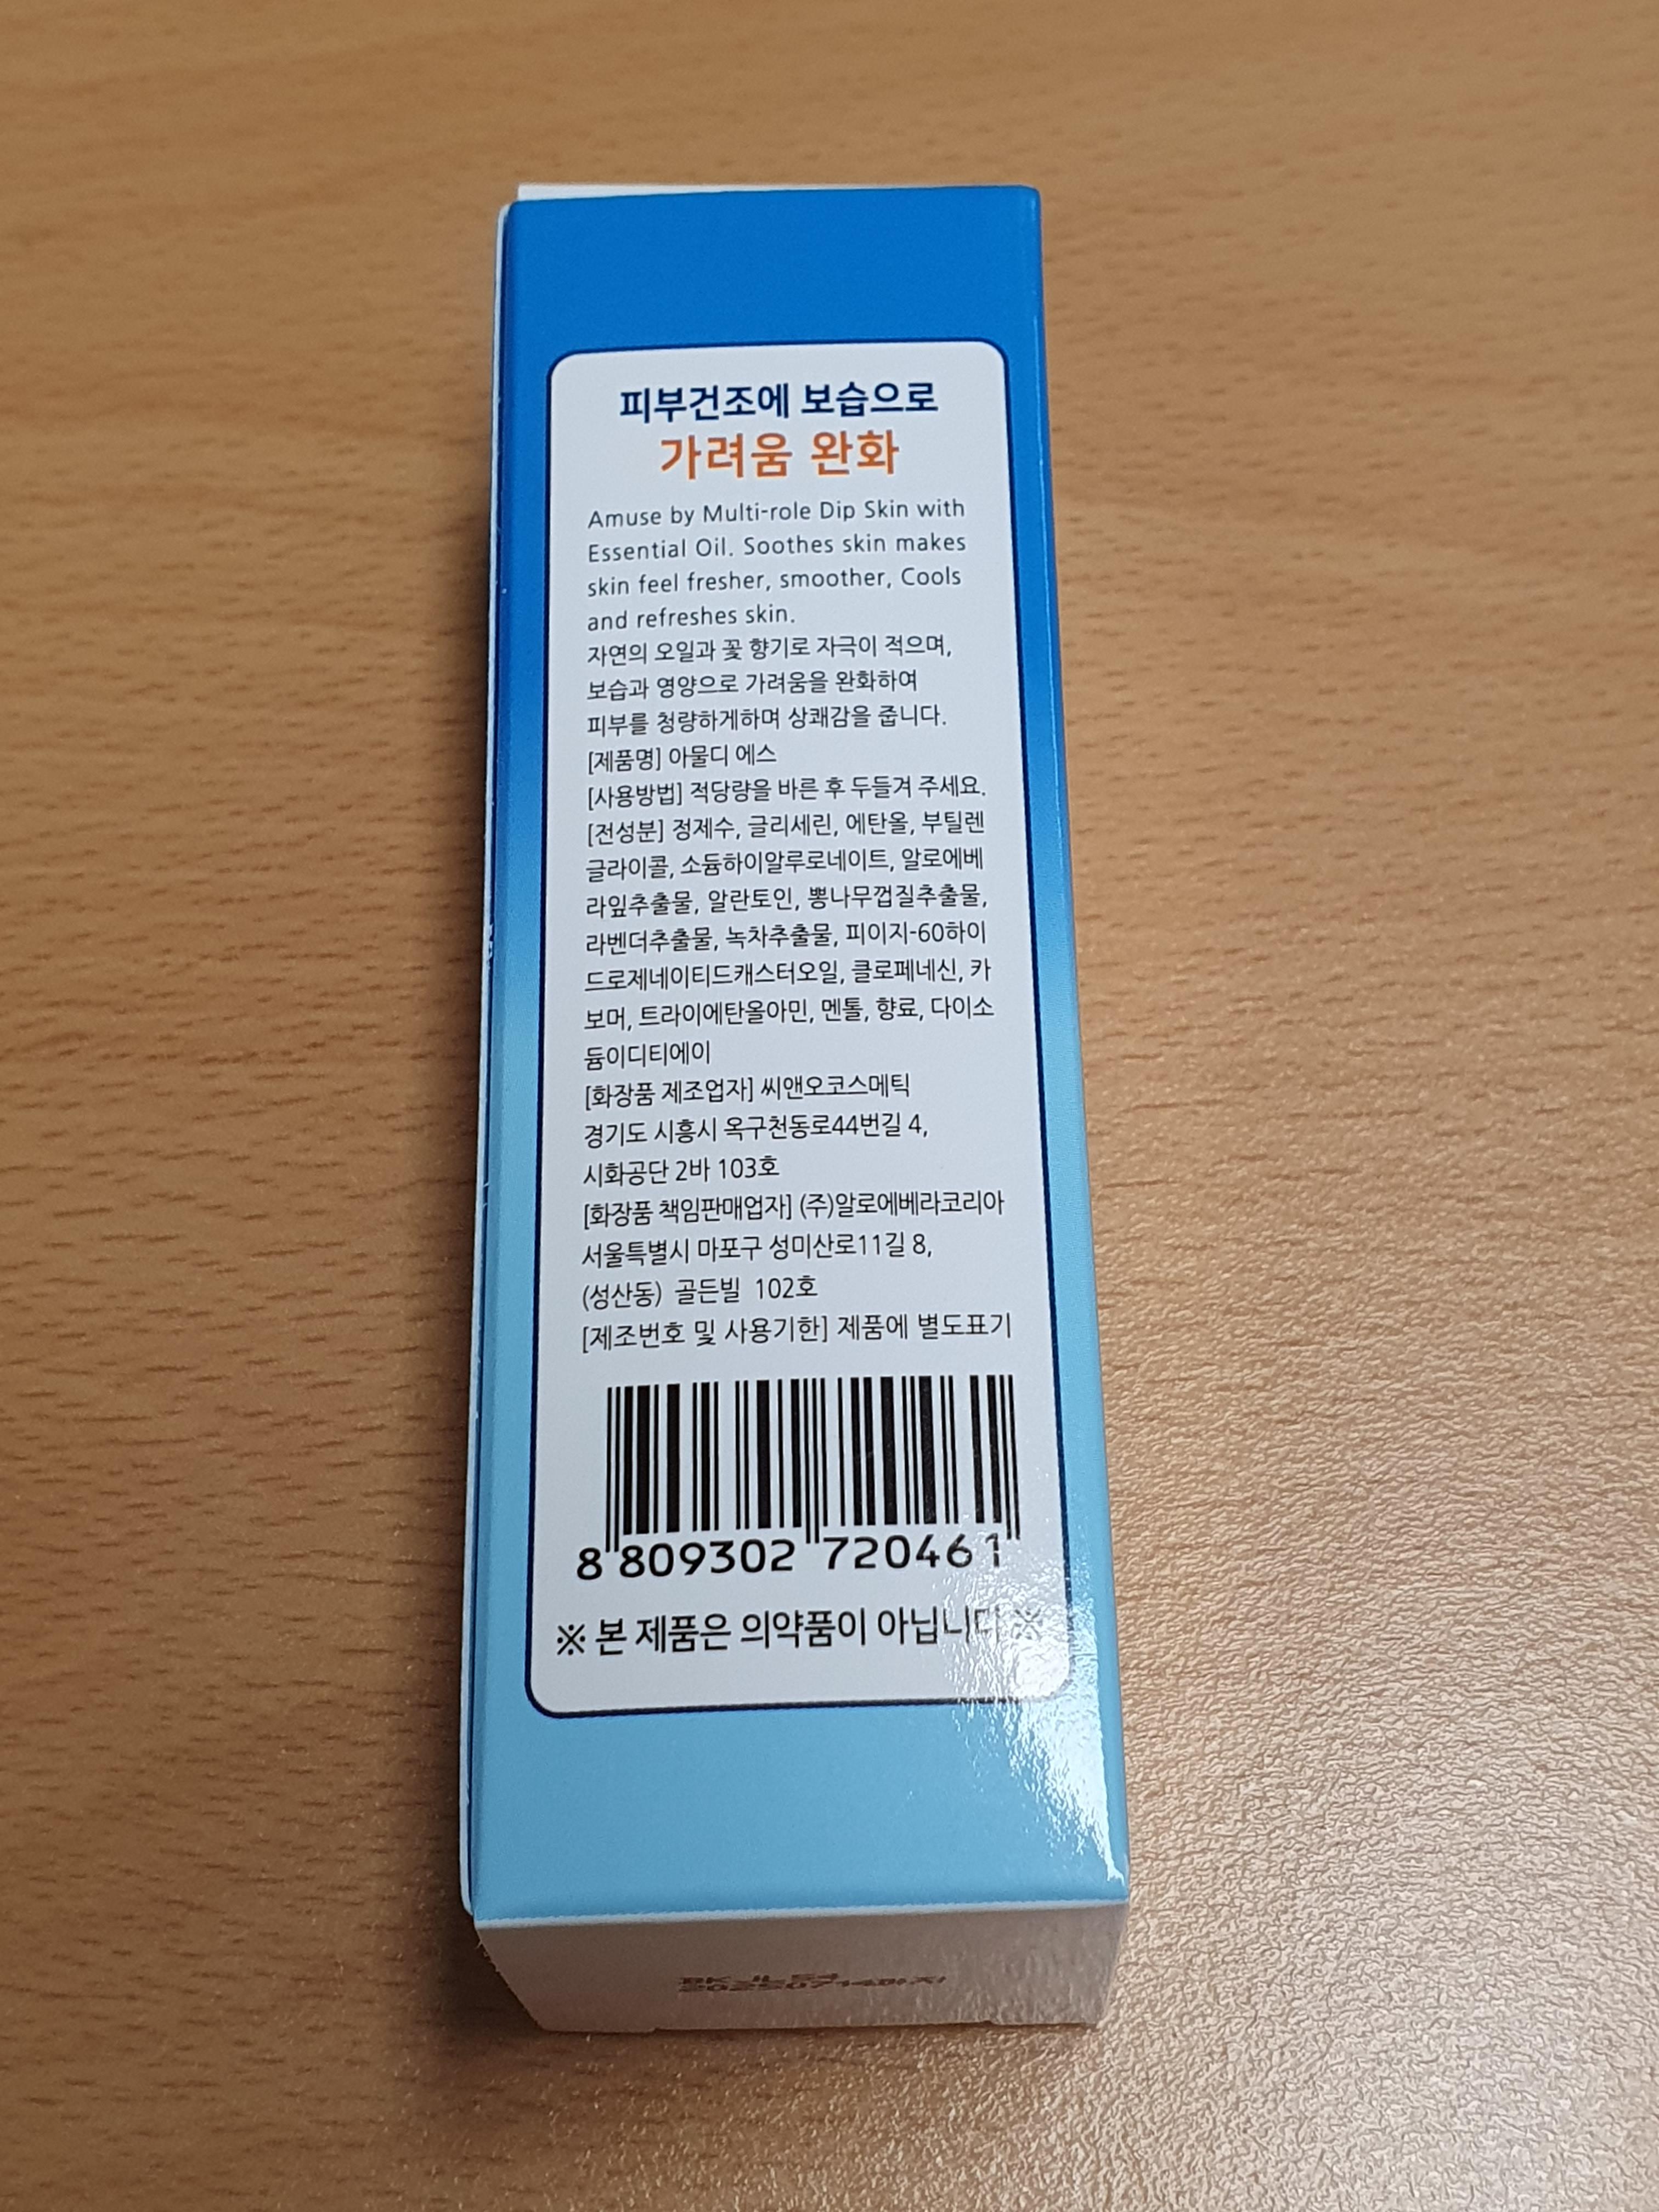 피부건조에 보습으로
가려움 완화
Amuse by Multi-role Dip Skin with
Essential Oil. Soothes skin makes
skin feel fresher, smoother, Cools
and refreshes skin.
자연의 오일과 꽃 향기로 자극이 적으며,
보습과 영양으로 가려움을 완화하여
피부를 청량하게하며 상쾌감을 줍니다.
[제품명] 아물디 에스
[사용방법] 적당량을 바른 후 두들겨 주세요.
[전성분] 정제수, 글리세린, 에탄올, 부틸렌
글라이콜, 소듐하이알루로네이트, 알로에베
라잎추출물, 알란토인, 뽕나무껍질추출물,
라벤더추출물, 녹차추출물, 피이지-60하이
드로제네이티드캐스터오일, 클로페네신, 카
보머, 트라이에탄올아민, 멘톨, 향료, 다이소
듐이디티에이
[화장품 제조업자] 씨앤오코스메틱
경기도 시흥시 옥구천동로44번길 4,
시화공단 2바 103호
[화장품 책임판매업자] (주)알로에베라코리아
서울특별시 마포구 성미산로11길 8,
(성산동) 골든빌 102호
[제조번호 및 사용기한] 제품에 별도표기
8 809302 720461
※ 본 제품은 의약품이 아닙니다 ※